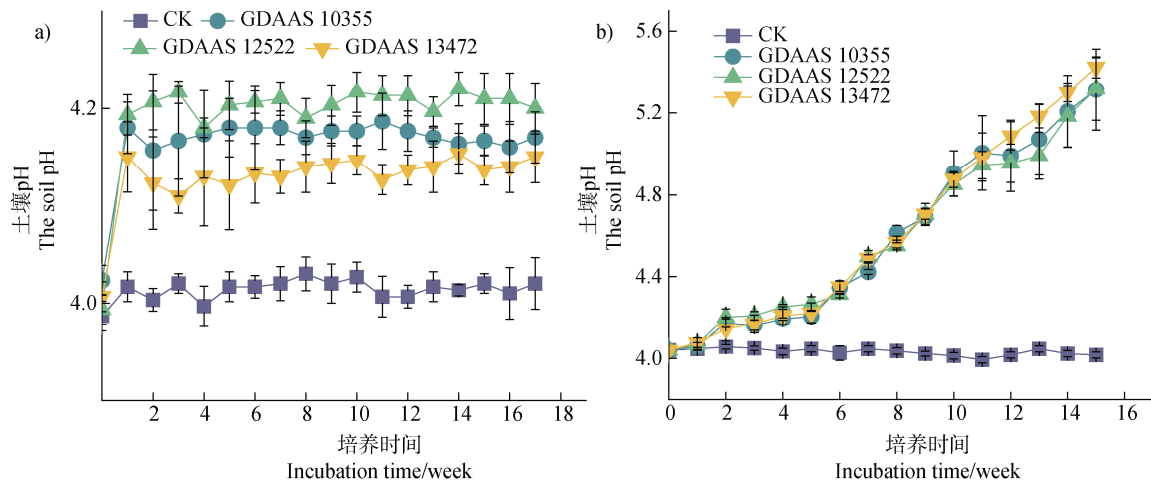 a)
CK GDAAS 10355
GDAAS 12522 GDAAS 13472
4.2
4.0
土壤pH
The soil pH
2 4 6 8 10 12 14 16 18
培养时间
Incubation time/week
b)
CK
GDAAS 10355
GDAAS 12522
GDAAS 13472
5.6
5.2
4.8
4.4
4.0
土壤pH
The soil pH
0 2 4 6 8 10 12 14 16
培养时间
Incubation time/week